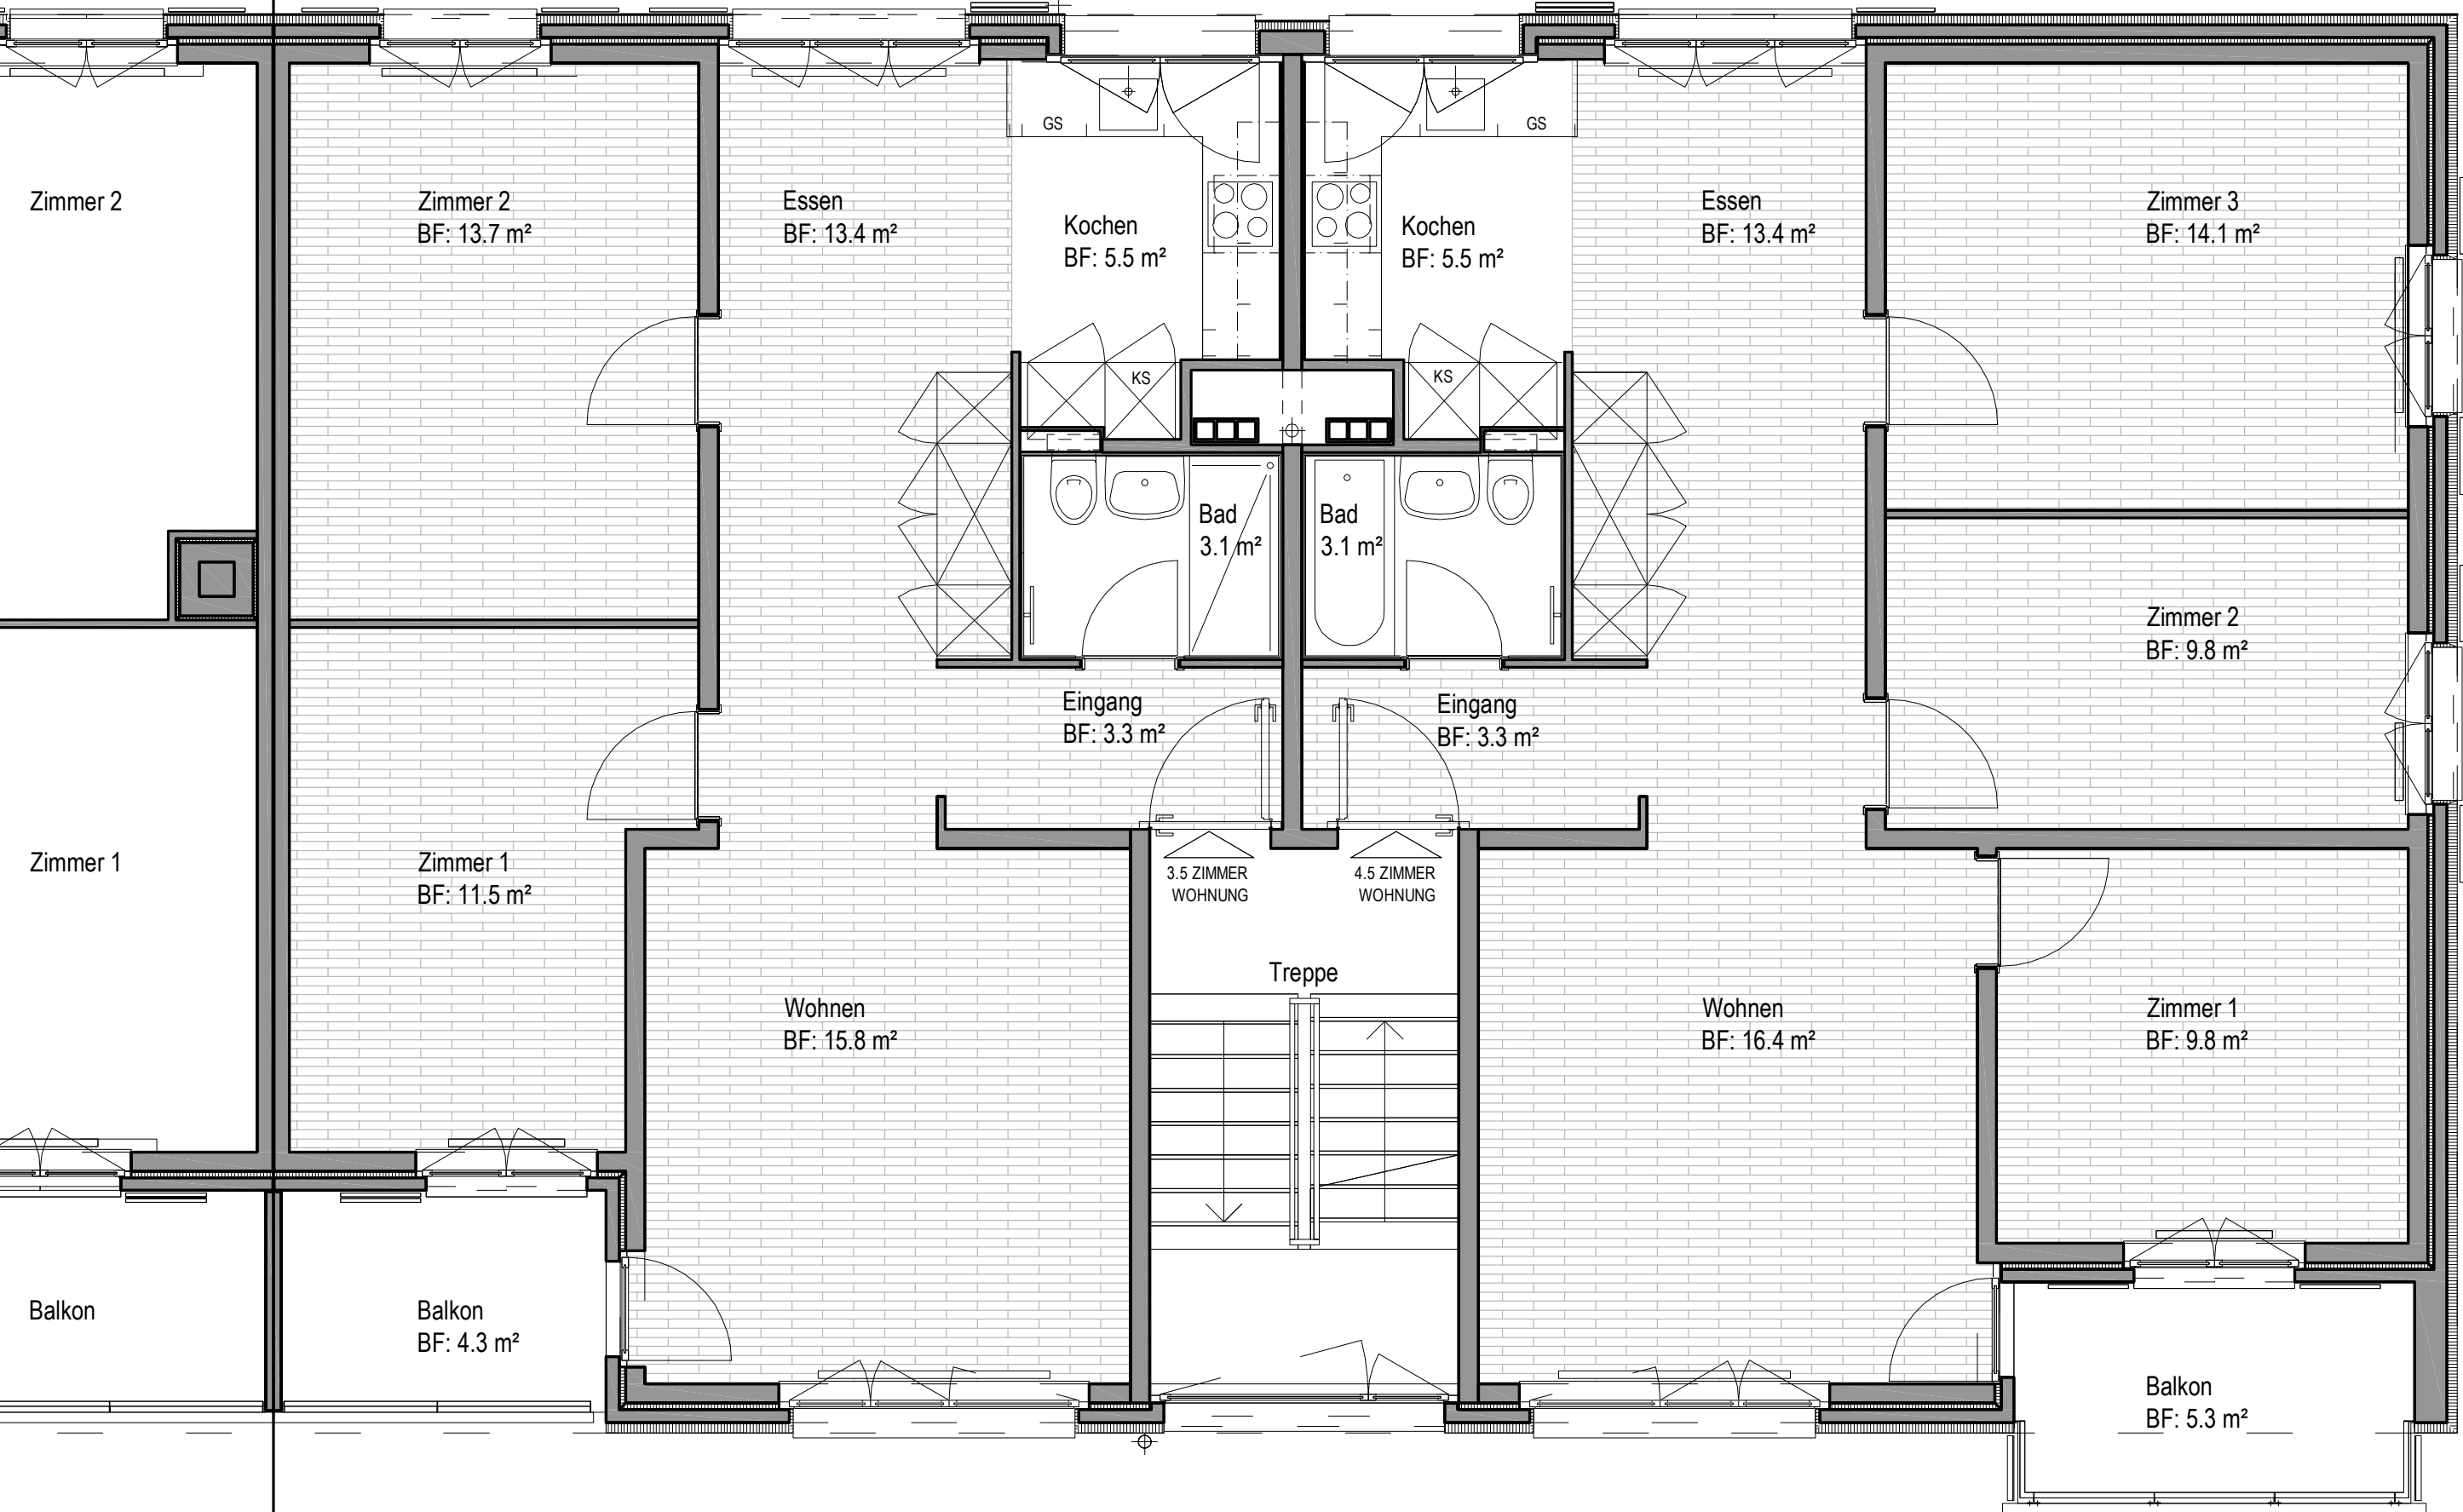 Zimmer 2
Zimmer 2
BF: 13.7 m²
Essen
BF: 13.4 m²
GS
Kochen
BF: 5.5 m²
KS
GS
Kochen
BF: 5.5 m²
KS
Essen
BF: 13.4 m²
Zimmer 3
BF: 14.1 m²
Bad
3.1 m²
Bad
3.1 m²
Zimmer 2
BF: 9.8 m²
Eingang
BF: 3.3 m²
Eingang
BF: 3.3 m²
Zimmer 1
Zimmer 1
BF: 11.5 m²
3.5 ZIMMER
WOHNUNG
4.5 ZIMMER
WOHNUNG
Treppe
Wohnen
BF: 15.8 m²
Wohnen
BF: 16.4 m²
Zimmer 1
BF: 9.8 m²
Balkon
Balkon
BF: 4.3 m²
Balkon
BF: 5.3 m²